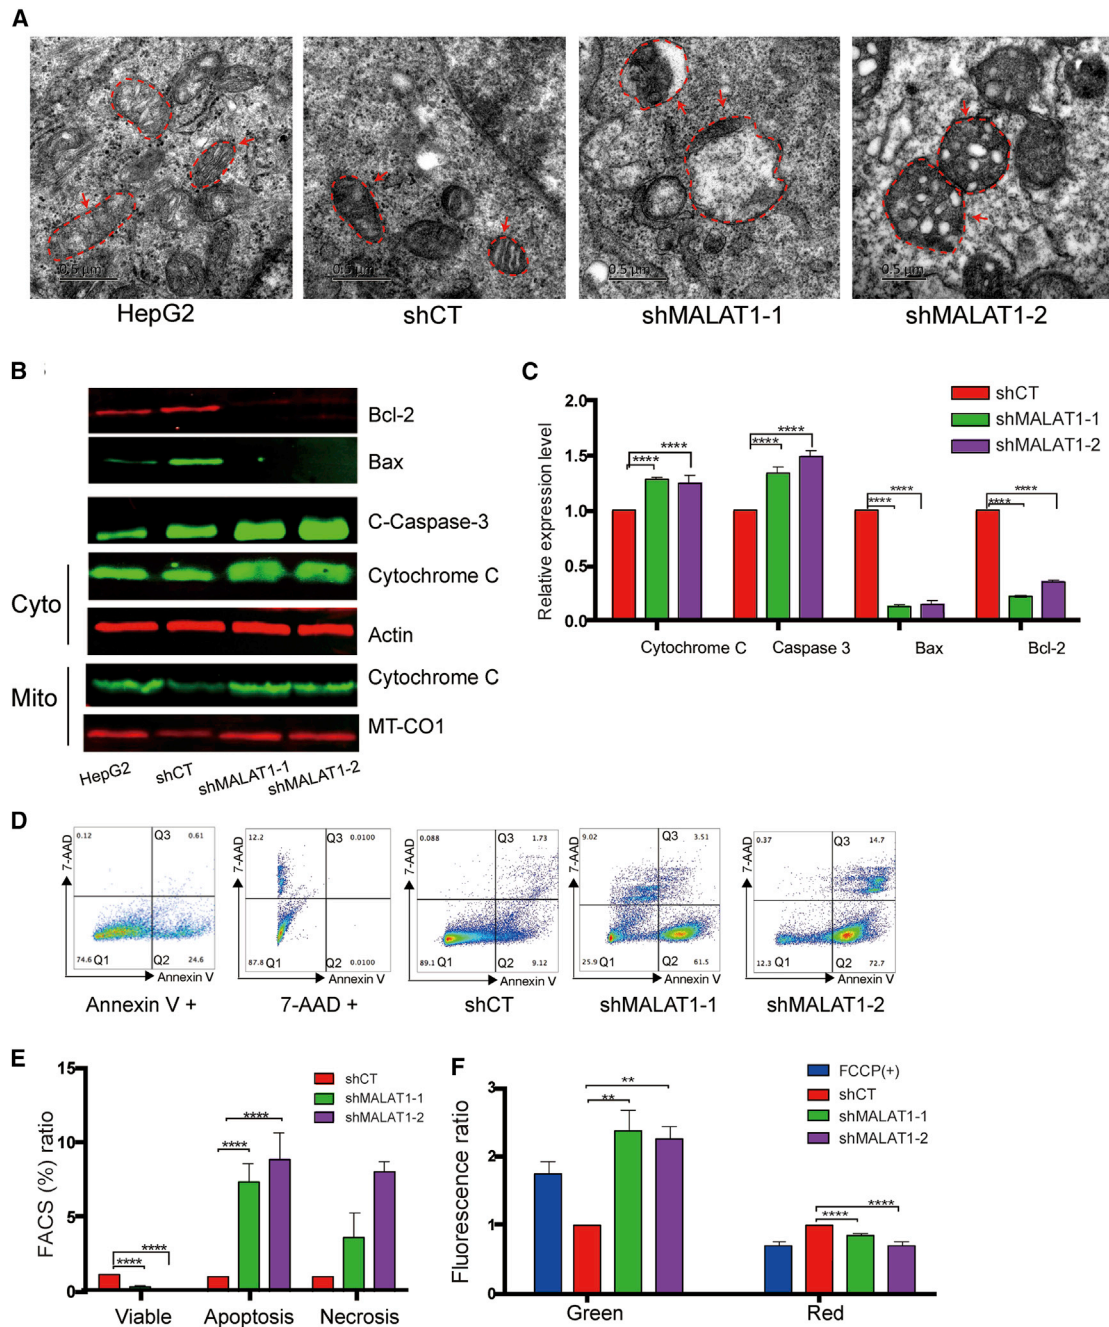 A
0.5 µm
0.5 µm
0.5 µm
0.5 µm
HepG2
shCT
shMALAT1-1
shMALAT1-2
B
Bcl-2
Bax
C-Caspase-3
Cytochrome C
Actin
Cytochrome C
MT-CO1
Cyto
Mito
HepG2
shCT
shMALAT1-1
shMALAT1-2
C
shCT
shMALAT1-1
shMALAT1-2
Relative expression level
2.0
1.5
1.0
0.5
0.0
**** ****
**** ****
**** ****
**** ****
Cytochrome C
Caspase 3
Bax
Bcl-2
D
7-AAD
0.12
Q3
0.61
74.6
Q1
Q2
24.6
Annexin V
Annexin V +
7-AAD
12.2
Q3
0.0100
87.8
Q1
Q2
0.0100
Annexin V
7-AAD +
7-AAD
0.088
Q3
1.73
89.1
Q1
Q2
9.12
Annexin V
shCT
7-AAD
9.02
Q3
3.51
25.9
Q1
Q2
61.5
Annexin V
shMALAT1-1
7-AAD
0.37
Q3
14.7
12.3
Q1
Q2
72.7
Annexin V
shMALAT1-2
E
FACS (%) ratio
15
10
5
0
shCT
shMALAT1-1
shMALAT1-2
****
****
****
****
Viable
Apoptosis
Necrosis
F
Fluorescence ratio
3
2
1
0
FCCP(+)
shCT
shMALAT1-1
shMALAT1-2
**
**
****
****
Green
Red